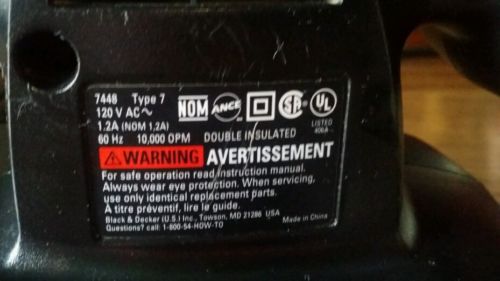 7448 Type 7
120 V AC~
1.2A (NOM 1,2A)
60 Hz 10,000 OPM
NOM ANCE SA UL
LISTED
DOUBLE INSULATED
WARNING AVERTISSEMENT
For safe operation read instruction manual.
Always wear eye protection. When servicing,
use only identical replacement parts.
A titre préventif, lire le guide.
Black & Decker (U.S.) Inc., Towson, MD 21286 USA
Made in China
Questions? call: 1-800-54-HOW-TO